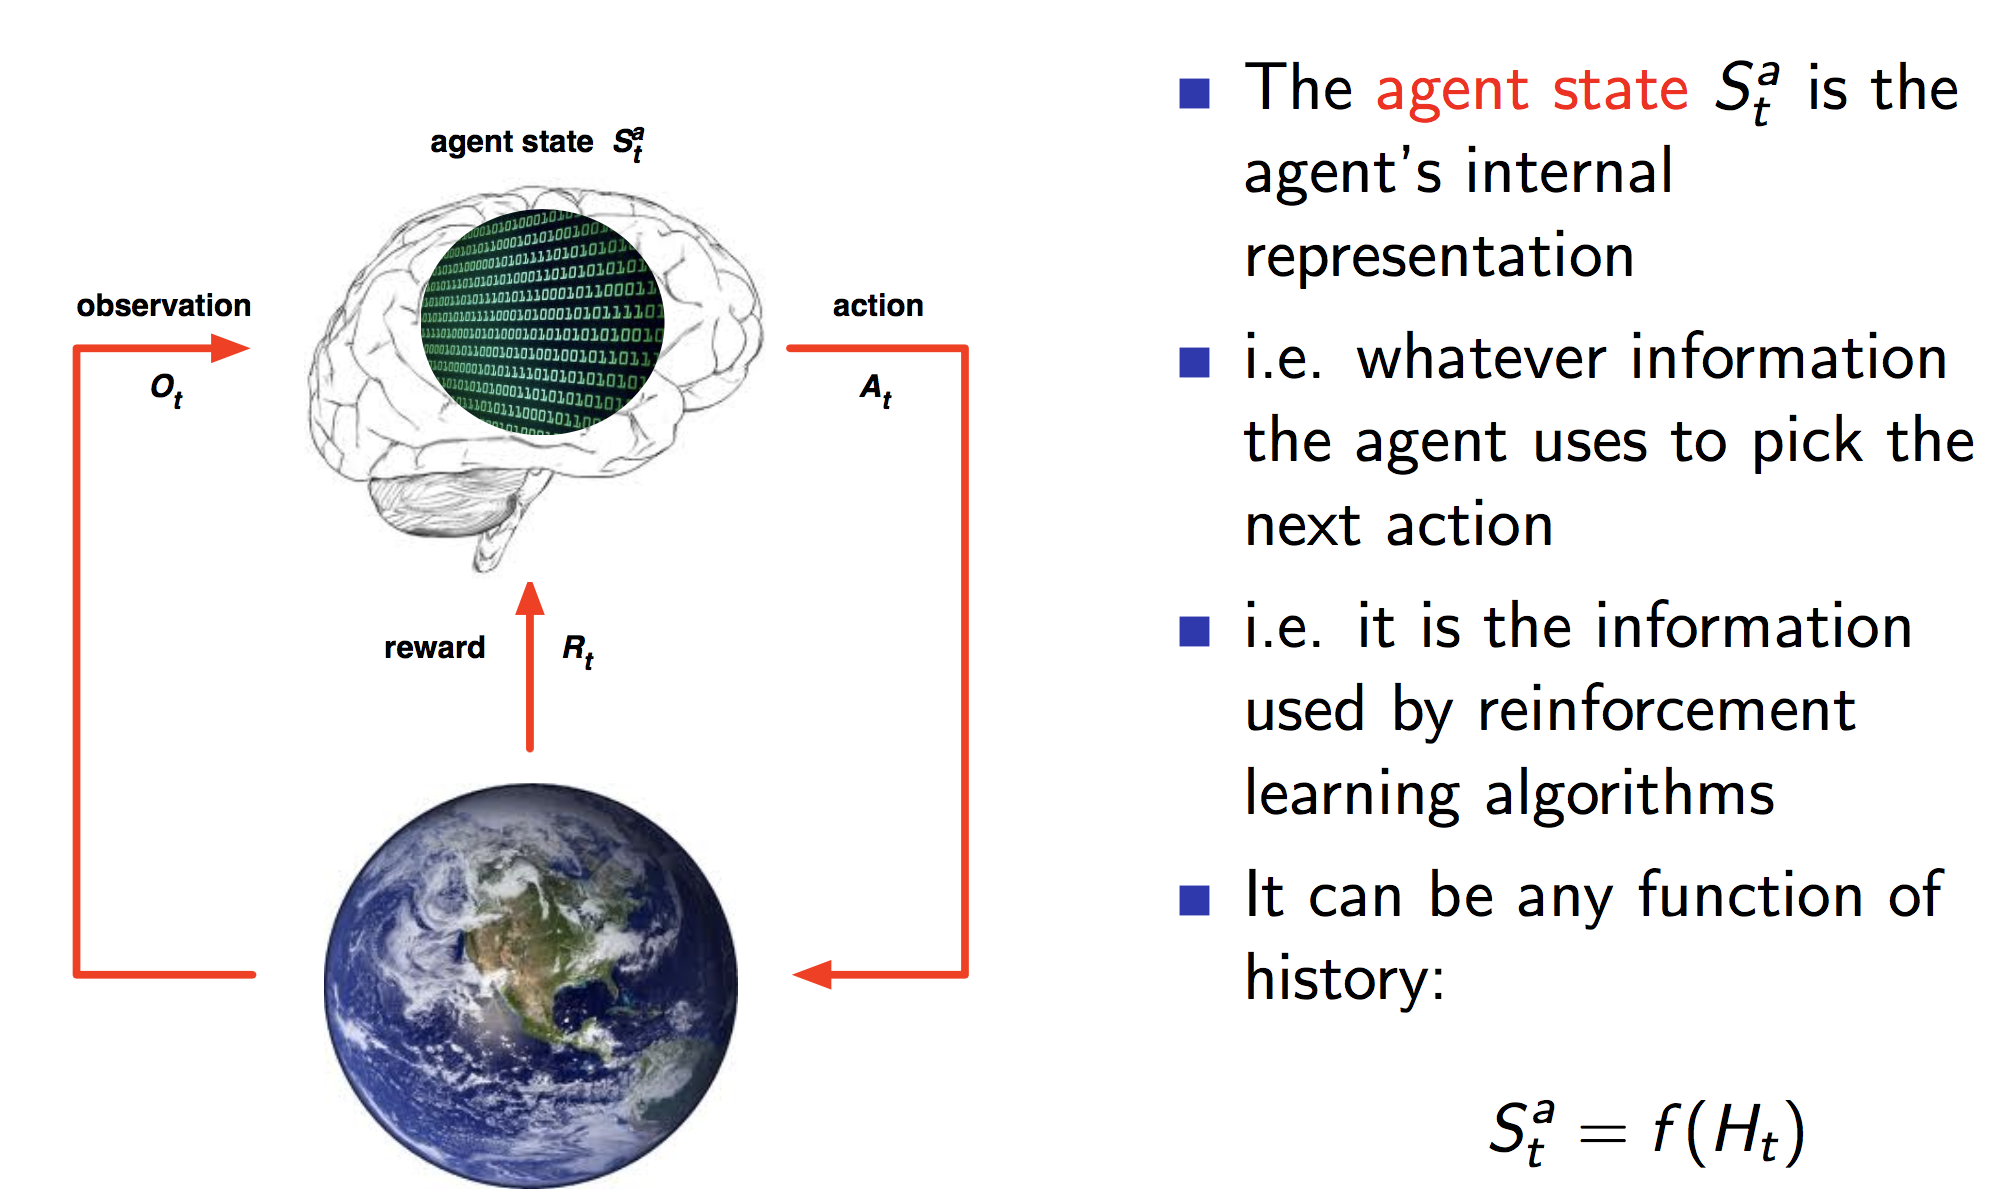 agent state S_t^a
observation
O_t
action
A_t
reward R_t
The agent state S_t^a is the
agent's internal
representation
i.e. whatever information
the agent uses to pick the
next action
i.e. it is the information
used by reinforcement
learning algorithms
It can be any function of
history:
S_t^a = f(H_t)